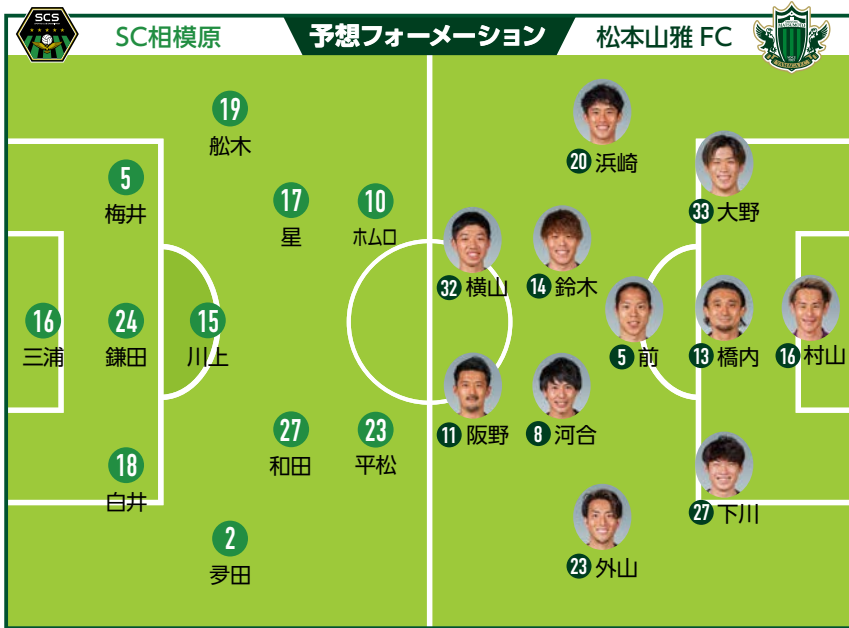 SCS
SC相模原
予想フォーメーション
松本山雅 FC
19
舩木
5
梅井
17
星
10
ホムロ
16
三浦
24
鎌田
15
川上
27
和田
23
平松
18
白井
2
夛田
20 浜崎
33 大野
32 横山
14 鈴木
5 前
13 橋内
16 村山
11 阪野
8 河合
27 下川
23 外山